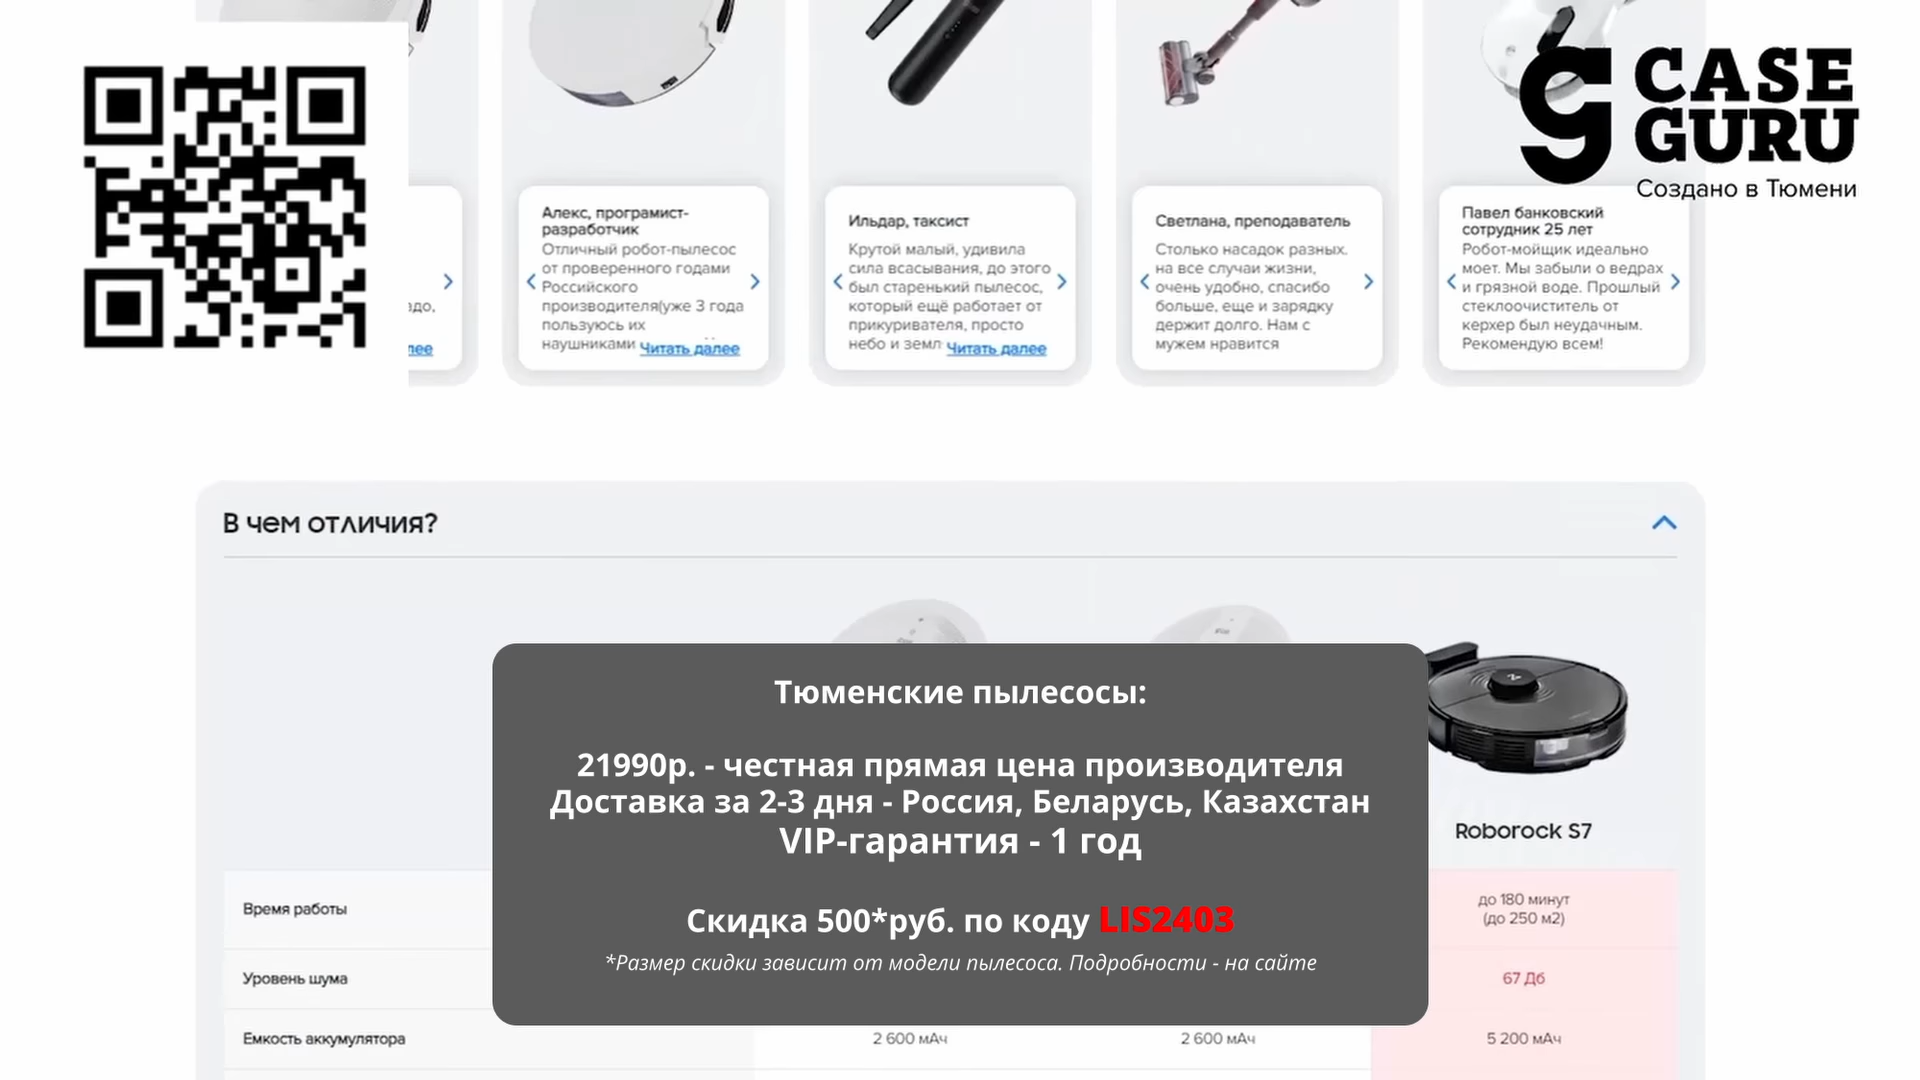 CASE
GURU
Создано в Тюмени
адо,
лее
Алекс, програмист-
разработчик
Отличный робот-пылесос
от проверенного годами
Российского
производителя(уже 3 года
пользуюсь их
наушниками Читать далее
Ильдар, таксист
Крутой малый, удивила
сила всасывания, до этого
был старенький пылесос,
который ещё работает от
прикуривателя, просто
небо и земл Читать далее
Светлана, преподаватель
Столько насадок разных.
на все случаи жизни,
очень удобно, спасибо
больше, еще и зарядку
держит долго. Нам с
мужем нравится
Павел банковский
сотрудник 25 лет
Робот-мойщик идеально
моет. Мы забыли о ведрах
и грязной воде. Прошлый
стеклоочиститель от
керхер был неудачным.
Рекомендую всем!
В чем отличия?
Тюменские пылесосы:
21990р. - честная прямая цена производителя
Доставка за 2-3 дня - Россия, Беларусь, Казахстан
VIP-гарантия - 1 год
Скидка 500*руб. по коду LIS2403
*Размер скидки зависит от модели пылесоса. Подробности - на сайте
Roborock S7
Время работы
до 180 минут
(до 250 м2)
Уровень шума
67 Дб
Емкость аккумулятора
2 600 мАч
2 600 мАч
5 200 мАч